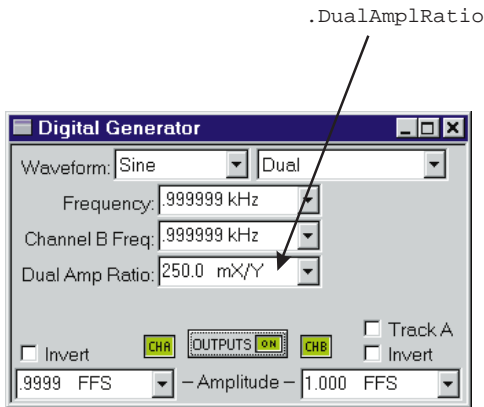 .DualAmplRatio
Digital Generator
Waveform: Sine Dual
Frequency: .999999 kHz
Channel B Freq: .999999 kHz
Dual Amp Ratio: 250.0 mX/Y
Track A
Invert CHA OUTPUTS ON CHB Invert
.9999 FFS – Amplitude – 1.000 FFS